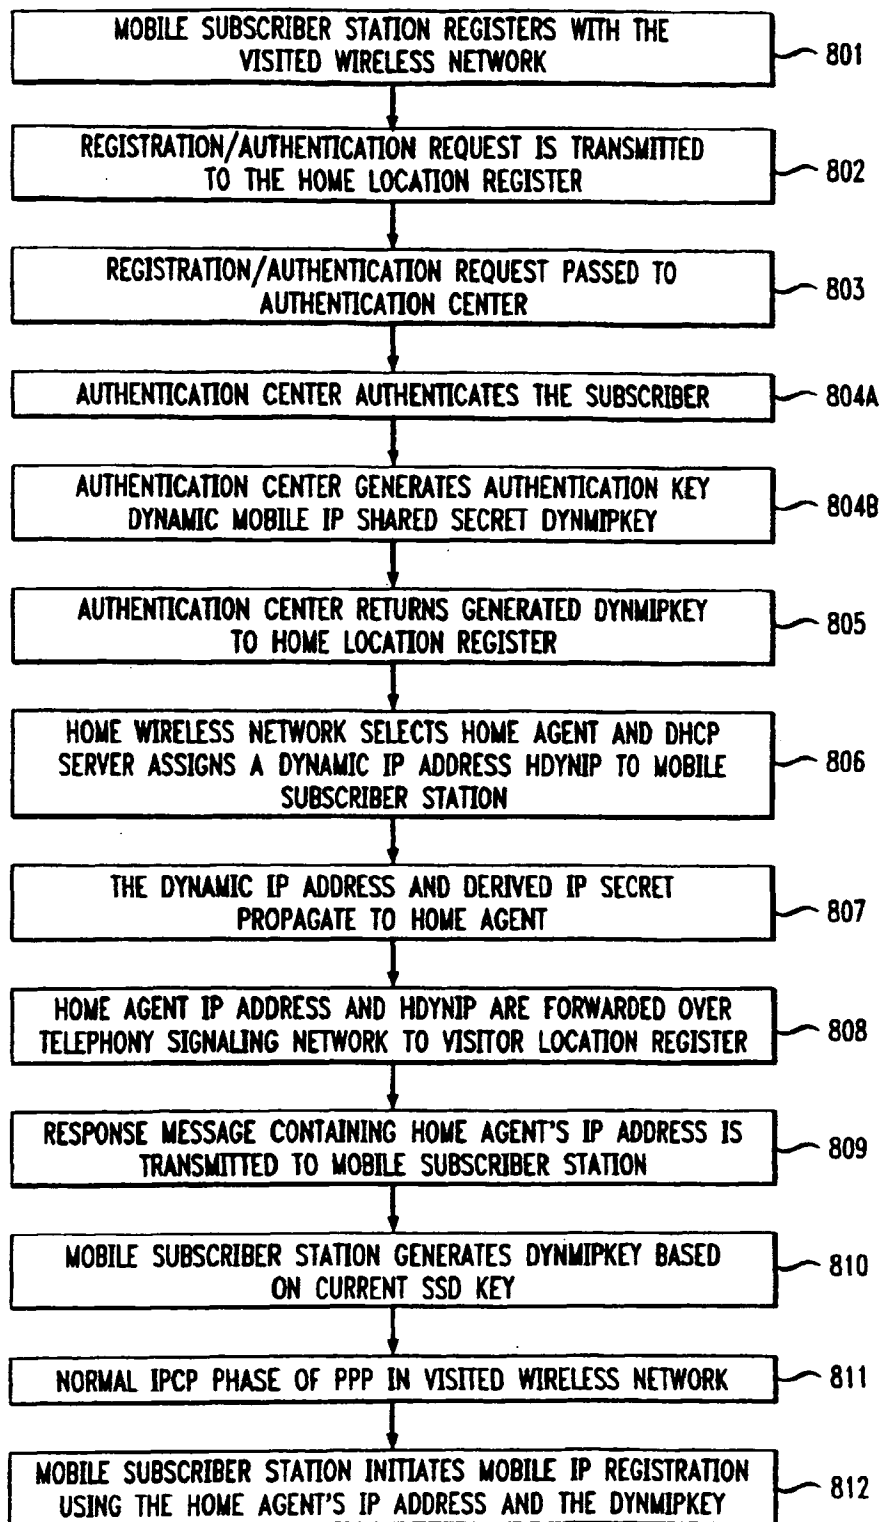 MOBILE SUBSCRIBER STATION REGISTERS WITH THE
VISITED WIRELESS NETWORK
801
REGISTRATION/AUTHENTICATION REQUEST IS TRANSMITTED
TO THE HOME LOCATION REGISTER
802
REGISTRATION/AUTHENTICATION REQUEST PASSED TO
AUTHENTICATION CENTER
803
AUTHENTICATION CENTER AUTHENTICATES THE SUBSCRIBER
804A
AUTHENTICATION CENTER GENERATES AUTHENTICATION KEY
DYNAMIC MOBILE IP SHARED SECRET DYNMIPKEY
804B
AUTHENTICATION CENTER RETURNS GENERATED DYNMIPKEY
TO HOME LOCATION REGISTER
805
HOME WIRELESS NETWORK SELECTS HOME AGENT AND DHCP
SERVER ASSIGNS A DYNAMIC IP ADDRESS HDYNIP TO MOBILE
SUBSCRIBER STATION
806
THE DYNAMIC IP ADDRESS AND DERIVED IP SECRET
PROPAGATE TO HOME AGENT
807
HOME AGENT IP ADDRESS AND HDYNIP ARE FORWARDED OVER
TELEPHONY SIGNALING NETWORK TO VISITOR LOCATION REGISTER
808
RESPONSE MESSAGE CONTAINING HOME AGENT'S IP ADDRESS IS
TRANSMITTED TO MOBILE SUBSCRIBER STATION
809
MOBILE SUBSCRIBER STATION GENERATES DYNMIPKEY BASED
ON CURRENT SSD KEY
810
NORMAL IPCP PHASE OF PPP IN VISITED WIRELESS NETWORK
811
MOBILE SUBSCRIBER STATION INITIATES MOBILE IP REGISTRATION
USING THE HOME AGENT'S IP ADDRESS AND THE DYNMIPKEY
812